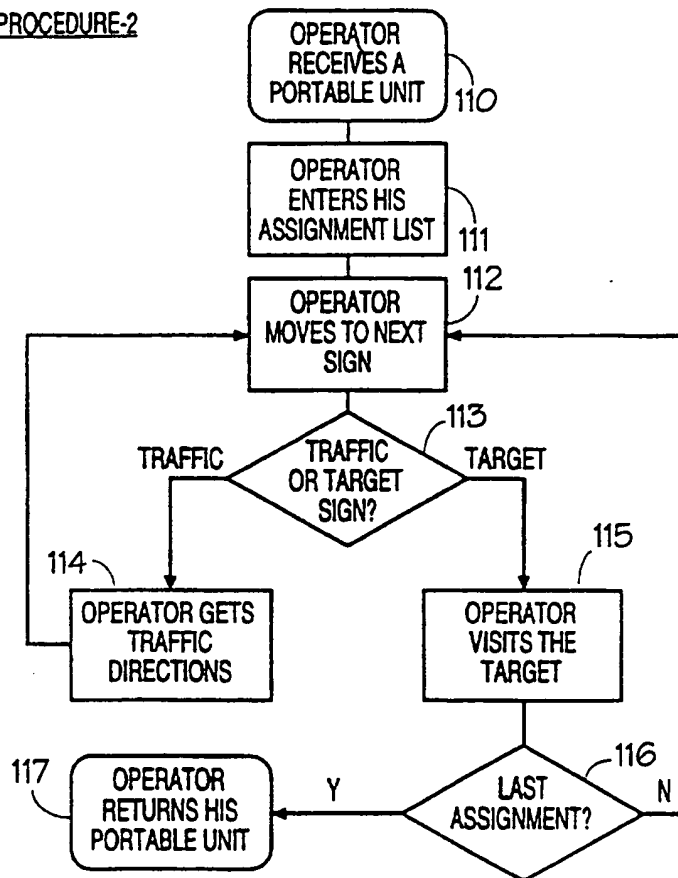 PROCEDURE-2
OPERATOR
RECEIVES A
PORTABLE UNIT
110
OPERATOR
ENTERS HIS
ASSIGNMENT LIST
111
112
OPERATOR
MOVES TO NEXT
SIGN
113
TRAFFIC
TRAFFIC
OR TARGET
SIGN?
TARGET
114
OPERATOR GETS
TRAFFIC
DIRECTIONS
115
OPERATOR
VISITS THE
TARGET
116
LAST
ASSIGNMENT?
Y
N
117
OPERATOR
RETURNS HIS
PORTABLE UNIT